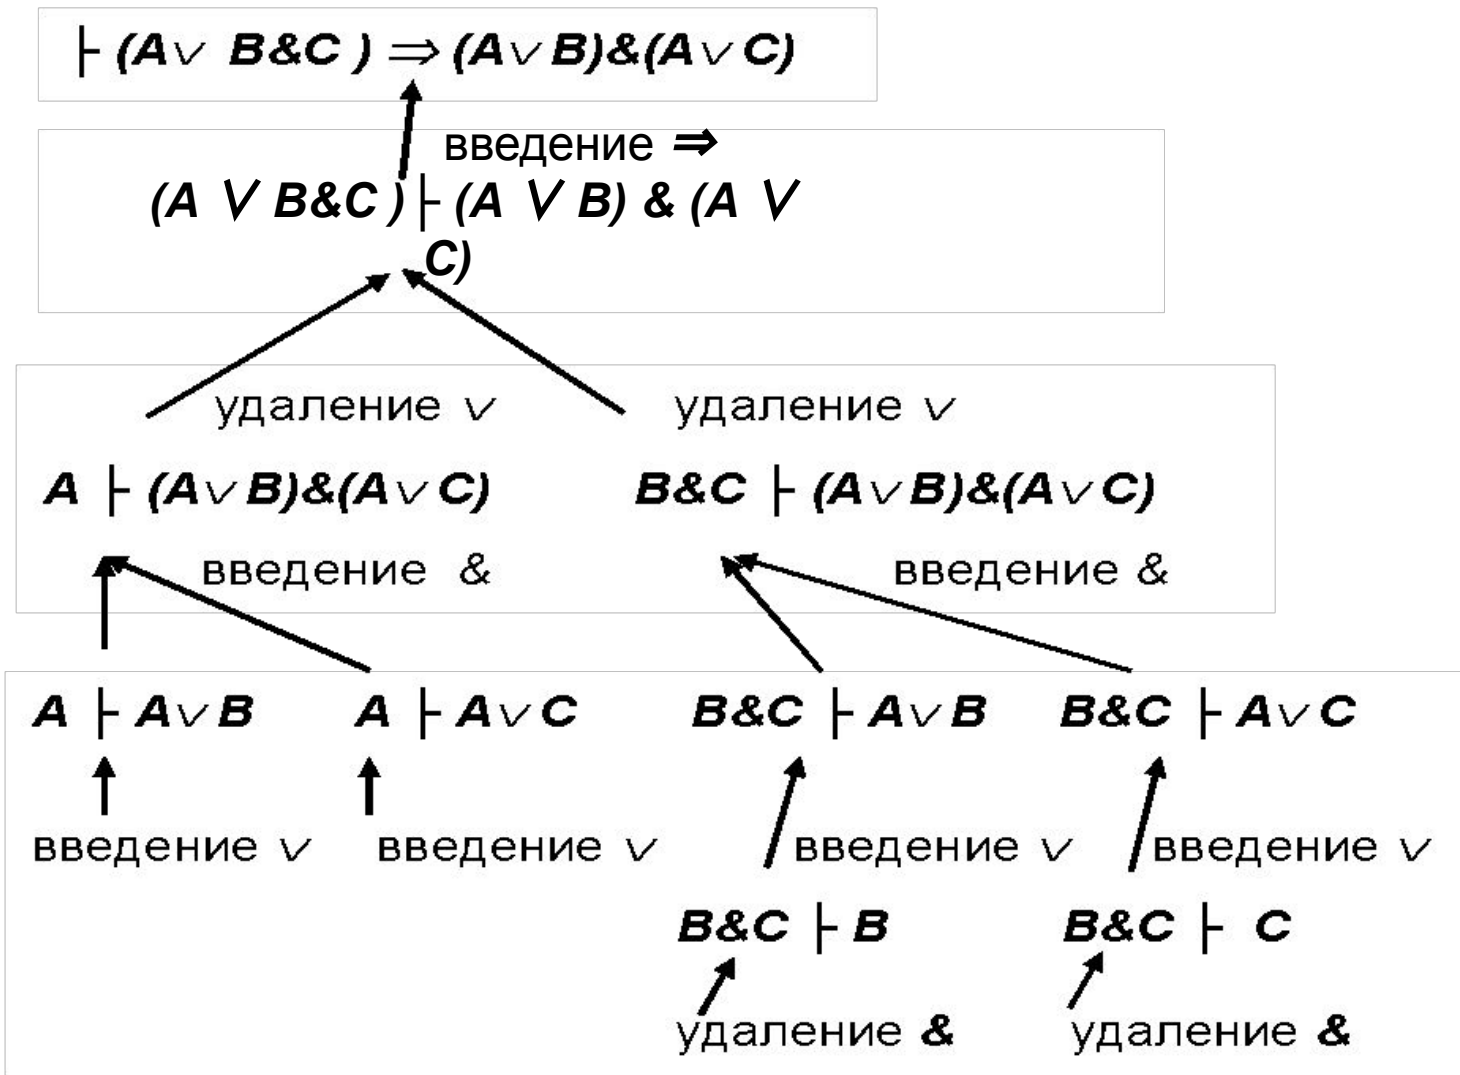 ├ (A∨ B&C ) ⇒ (A∨B)&(A∨C)
введение ⇒
(A ∨ B&C )├ (A ∨ B) & (A ∨
C)
удаление ∨ удаление ∨
A ├ (A∨B)&(A∨C) B&C ├ (A∨B)&(A∨C)
введение & введение &
A ├ A∨B A ├ A∨C B&C ├ A∨B B&C ├ A∨C
введение ∨ введение ∨ введение ∨ введение ∨
B&C ├ B B&C ├ C
удаление & удаление &